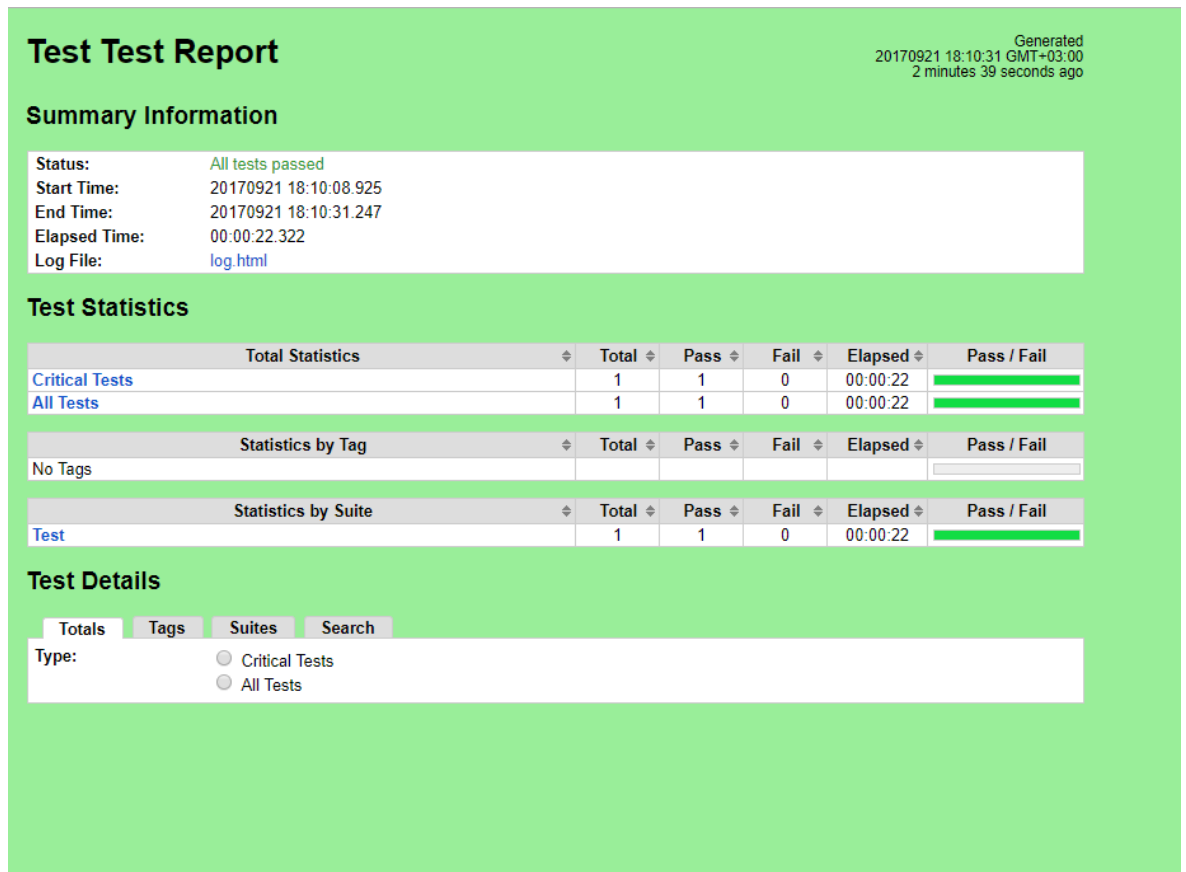 Test Test Report
Generated
20170921 18:10:31 GMT+03:00
2 minutes 39 seconds ago
Summary Information
Status: All tests passed
Start Time: 20170921 18:10:08.925
End Time: 20170921 18:10:31.247
Elapsed Time: 00:00:22.322
Log File: log.html
Test Statistics
Total Statistics Total Pass Fail Elapsed Pass / Fail
Critical Tests 1 1 0 00:00:22
All Tests 1 1 0 00:00:22
Statistics by Tag Total Pass Fail Elapsed Pass / Fail
No Tags
Statistics by Suite Total Pass Fail Elapsed Pass / Fail
Test 1 1 0 00:00:22
Test Details
Totals Tags Suites Search
Type: Critical Tests
All Tests